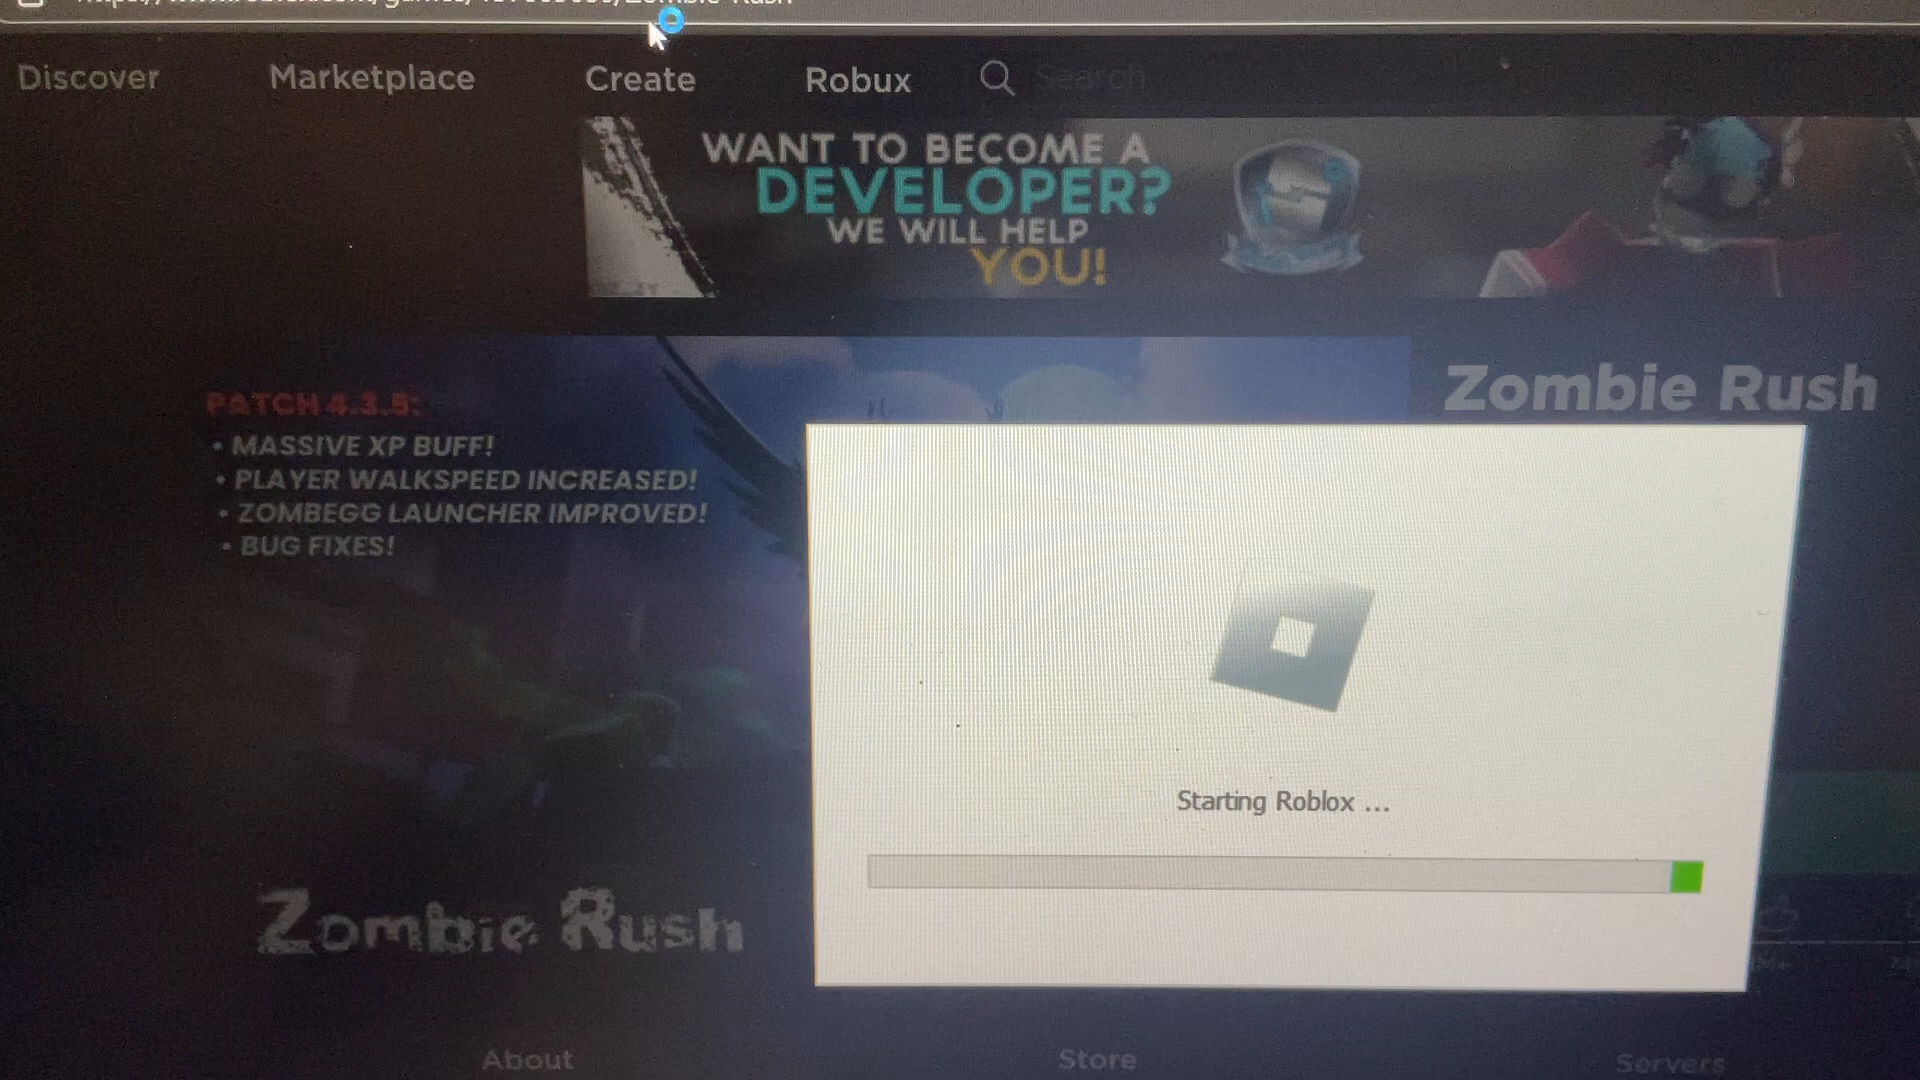 Discover Marketplace Create Robux Search
WANT TO BECOME A
DEVELOPER?
WE WILL HELP
YOU!
Zombie Rush
PATCH 4.3.5:
• MASSIVE XP BUFF!
• PLAYER WALKSPEED INCREASED!
• ZOMBEGG LAUNCHER IMPROVED!
• BUG FIXES!
Starting Roblox ...
Zombie Rush
About Store Servers